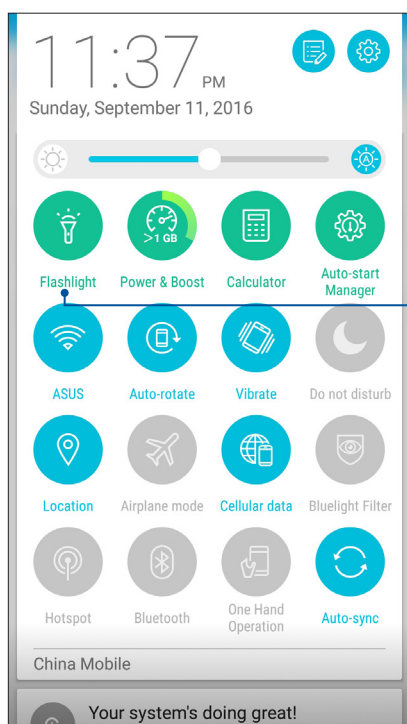 11:37 PM
Sunday, September 11, 2016
A
>1 GB
Flashlight
Power & Boost
Calculator
Auto-start
Manager
ASUS
Auto-rotate
Vibrate
Do not disturb
Location
Airplane mode
Cellular data
Bluelight Filter
Hotspot
Bluetooth
One Hand
Operation
Auto-sync
China Mobile
Your system's doing great!